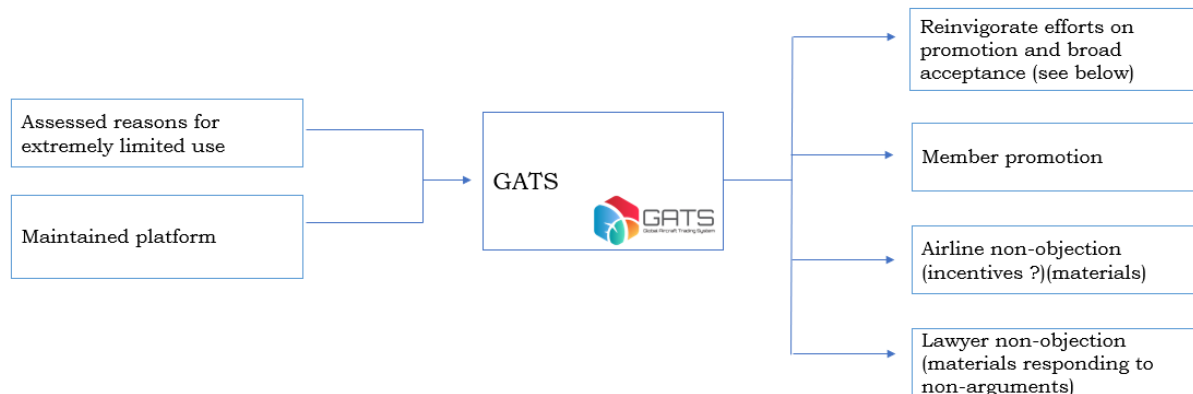 Reinvigorate efforts on
promotion and broad
acceptance (see below)
Assessed reasons for
extremely limited use
Member promotion
GATS
GATS
Global Aircraft Trading System
Maintained platform
Airline non-objection
(incentives ?)(materials)
Lawyer non-objection
(materials responding to
non-arguments)